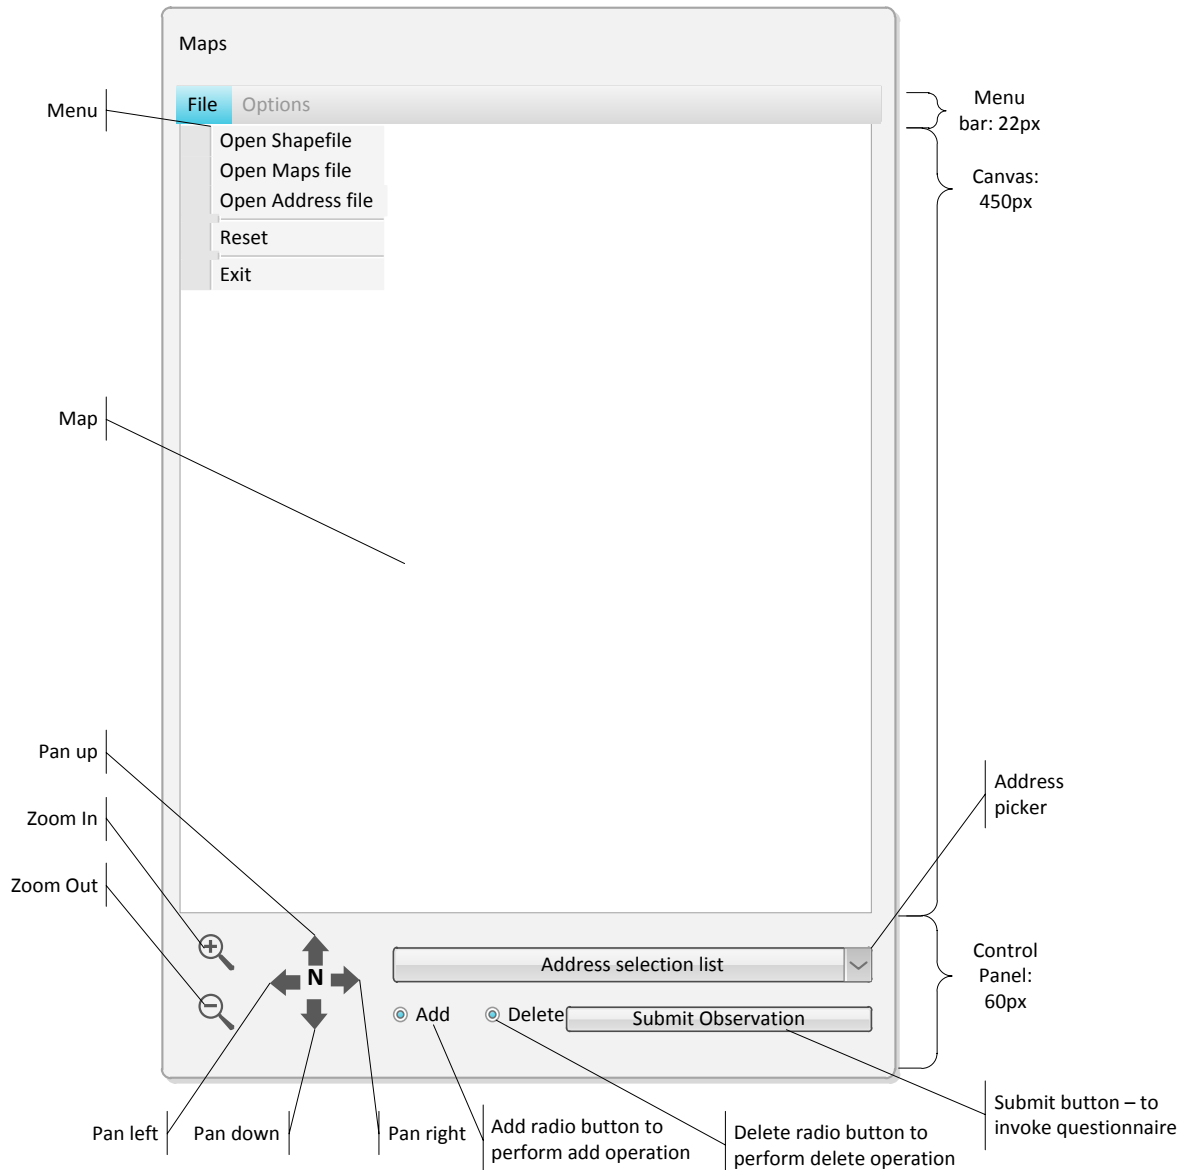 Maps
Menu
File
Options
Menu
bar: 22px
Open Shapefile
Open Maps file
Open Address file
Reset
Exit
Canvas:
450px
Map
Pan up
Zoom In
Zoom Out
Address
picker
Address selection list
N
Control
Panel:
60px
Add
Delete
Submit Observation
Pan left
Pan down
Pan right
Add radio button to
perform add operation
Delete radio button to
perform delete operation
Submit button – to
invoke questionnaire